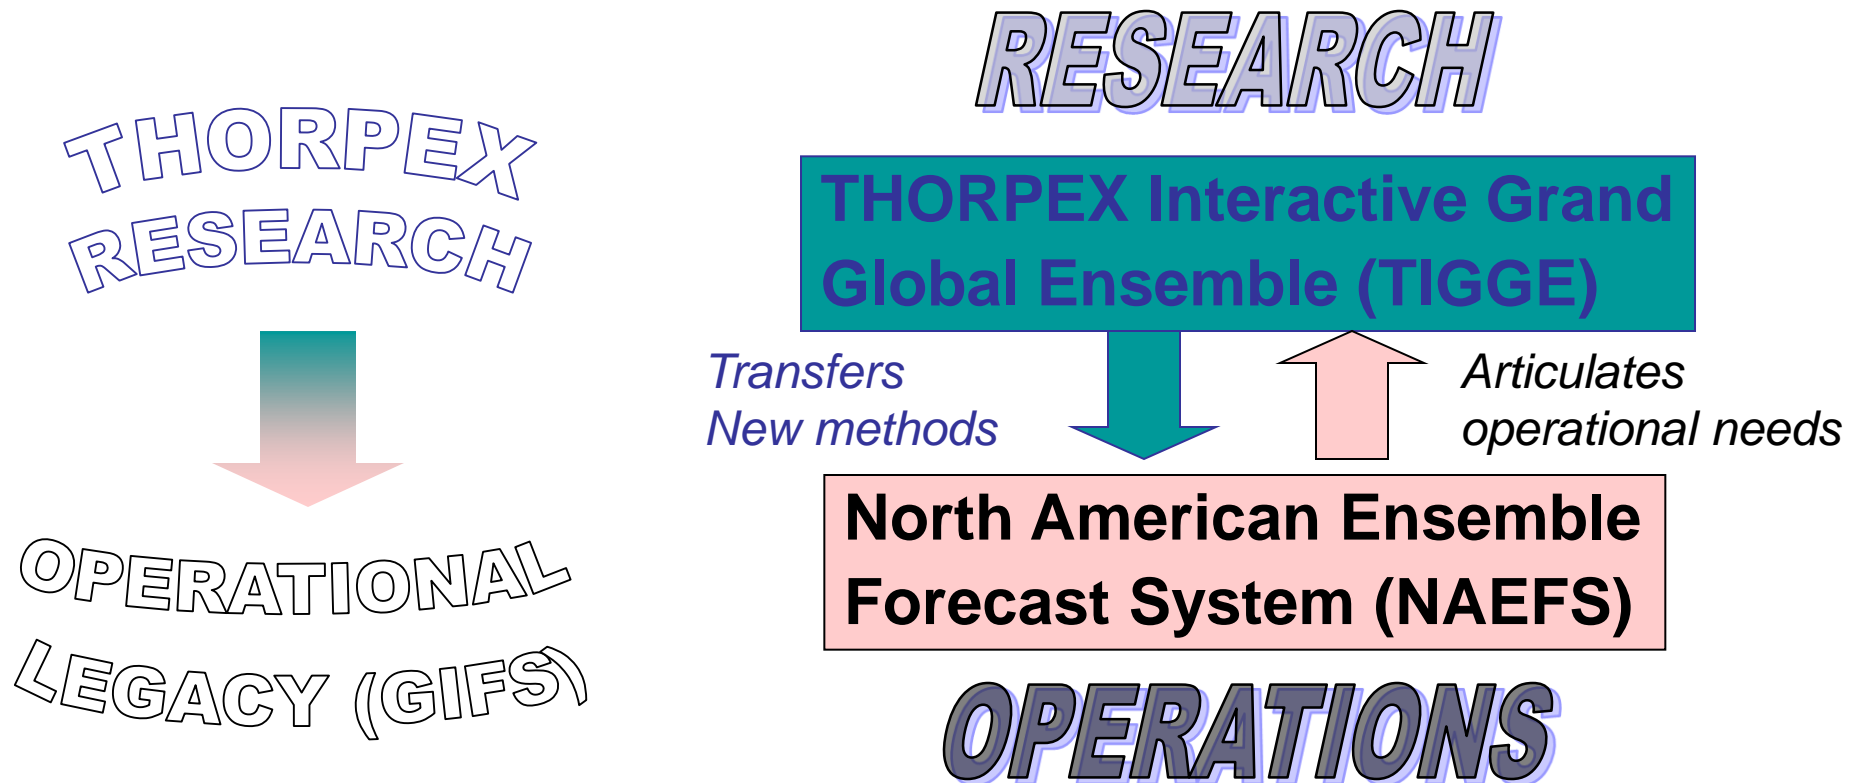 THORPEX
RESEARCH
OPERATIONAL
LEGACY (GIFS)
RESEARCH
THORPEX Interactive Grand
Global Ensemble (TIGGE)
Transfers
New methods
Articulates
operational needs
North American Ensemble
Forecast System (NAEFS)
OPERATIONS